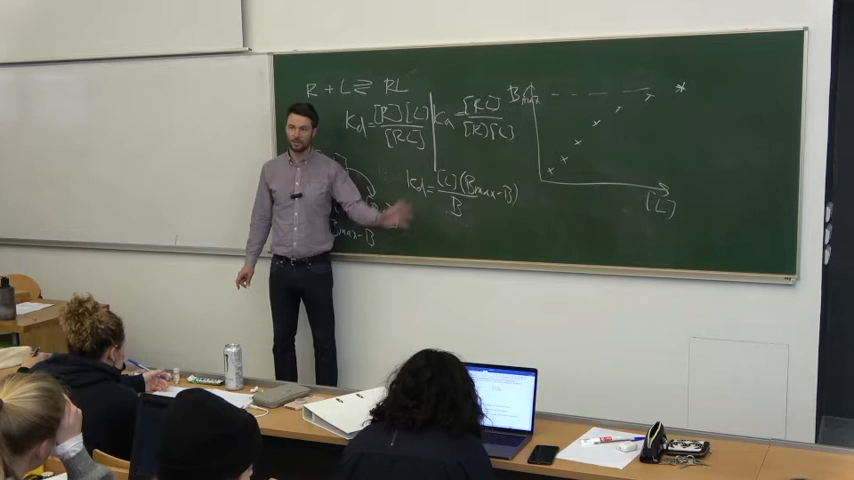 R + L ⇌ RL
Kd = [R][L] / [RL]
Ka = [RL] / [R][L]
Kd = [L](Bmax-B) / B
Bmax-B
Bmax
[L]